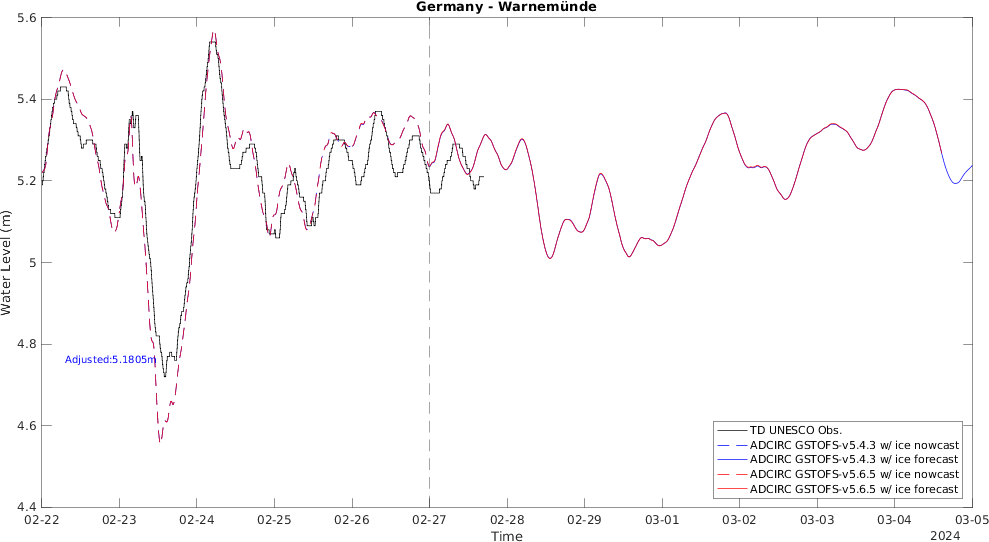 Germany - Warnemünde
Water Level (m)
5.6
5.4
5.2
5
4.8
4.6
4.4
Adjusted:5.1805m
TD UNESCO Obs.
ADCIRC GSTOFS-v5.4.3 w/ ice nowcast
ADCIRC GSTOFS-v5.4.3 w/ ice forecast
ADCIRC GSTOFS-v5.6.5 w/ ice nowcast
ADCIRC GSTOFS-v5.6.5 w/ ice forecast
02-22 02-23 02-24 02-25 02-26 02-27 02-28 02-29 03-01 03-02 03-03 03-04 03-05
Time
2024